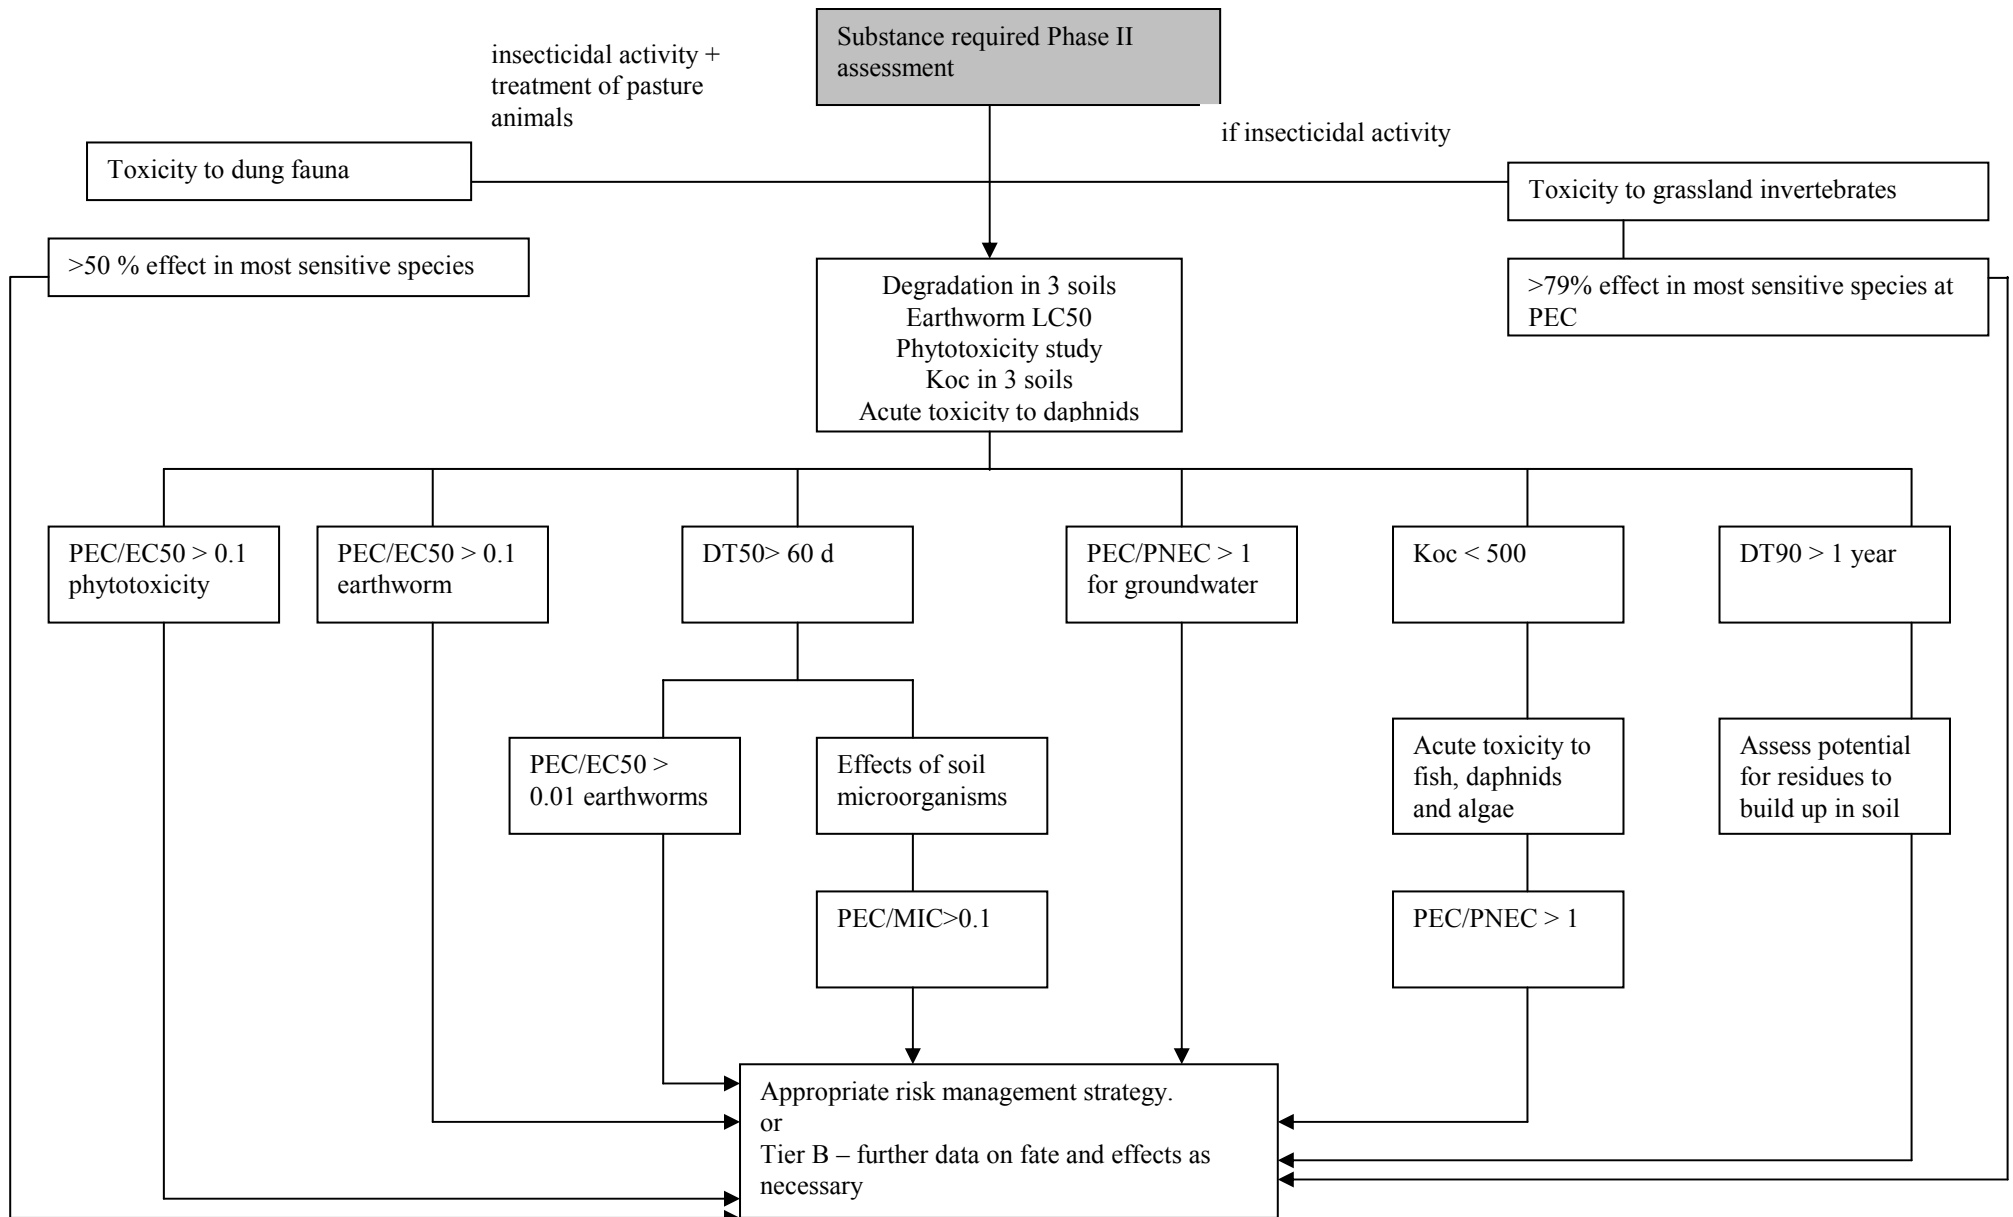 Substance required Phase II
assessment
insecticidal activity +
treatment of pasture
animals
if insecticidal activity
Toxicity to dung fauna
Toxicity to grassland invertebrates
>50 % effect in most sensitive species
>79% effect in most sensitive species at
PEC
Degradation in 3 soils
Earthworm LC50
Phytotoxicity study
Koc in 3 soils
Acute toxicity to daphnids
PEC/EC50 > 0.1
phytotoxicity
PEC/EC50 > 0.1
earthworm
DT50> 60 d
PEC/PNEC > 1
for groundwater
Koc < 500
DT90 > 1 year
PEC/EC50 >
0.01 earthworms
Effects of soil
microorganisms
Acute toxicity to
fish, daphnids
and algae
Assess potential
for residues to
build up in soil
PEC/MIC>0.1
PEC/PNEC > 1
Appropriate risk management strategy.
or
Tier B – further data on fate and effects as
necessary